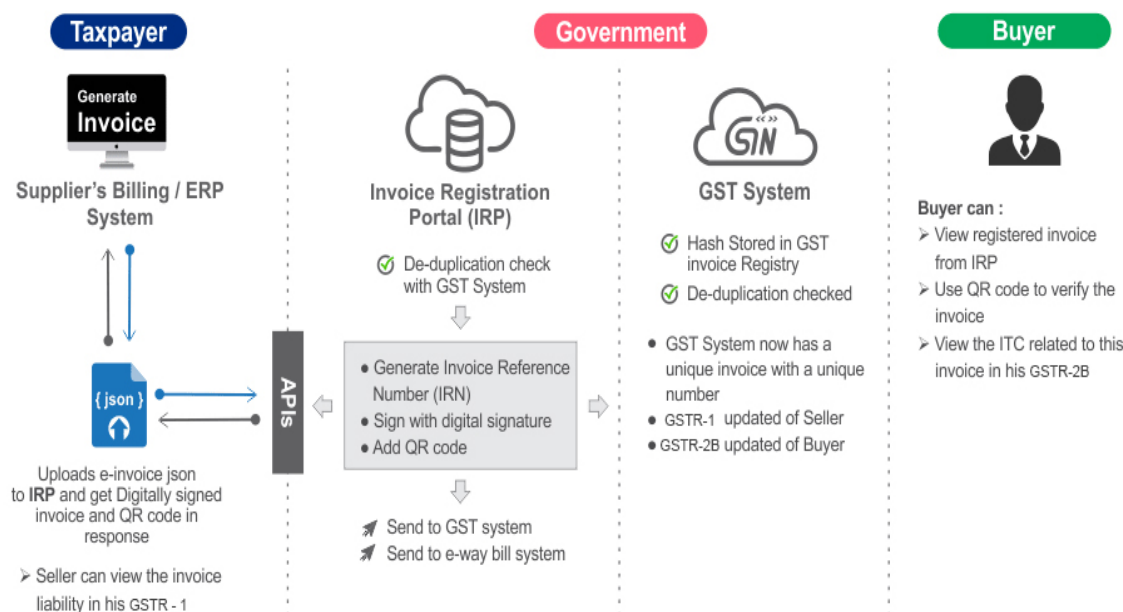 Taxpayer
Government
Buyer
Generate
Invoice
Supplier's Billing / ERP
System
{ json }
Uploads e-invoice json
to IRP and get Digitally signed
invoice and QR code in
response
➢ Seller can view the invoice
liability in his GSTR - 1
APIs
Invoice Registration
Portal (IRP)
De-duplication check
with GST System
• Generate Invoice Reference
Number (IRN)
• Sign with digital signature
• Add QR code
Send to GST system
Send to e-way bill system
GSTN
GST System
Hash Stored in GST
invoice Registry
De-duplication checked
• GST System now has a
unique invoice with a unique
number
• GSTR-1 updated of Seller
• GSTR-2B updated of Buyer
Buyer can :
➢ View registered invoice
from IRP
➢ Use QR code to verify the
invoice
➢ View the ITC related to this
invoice in his GSTR-2B